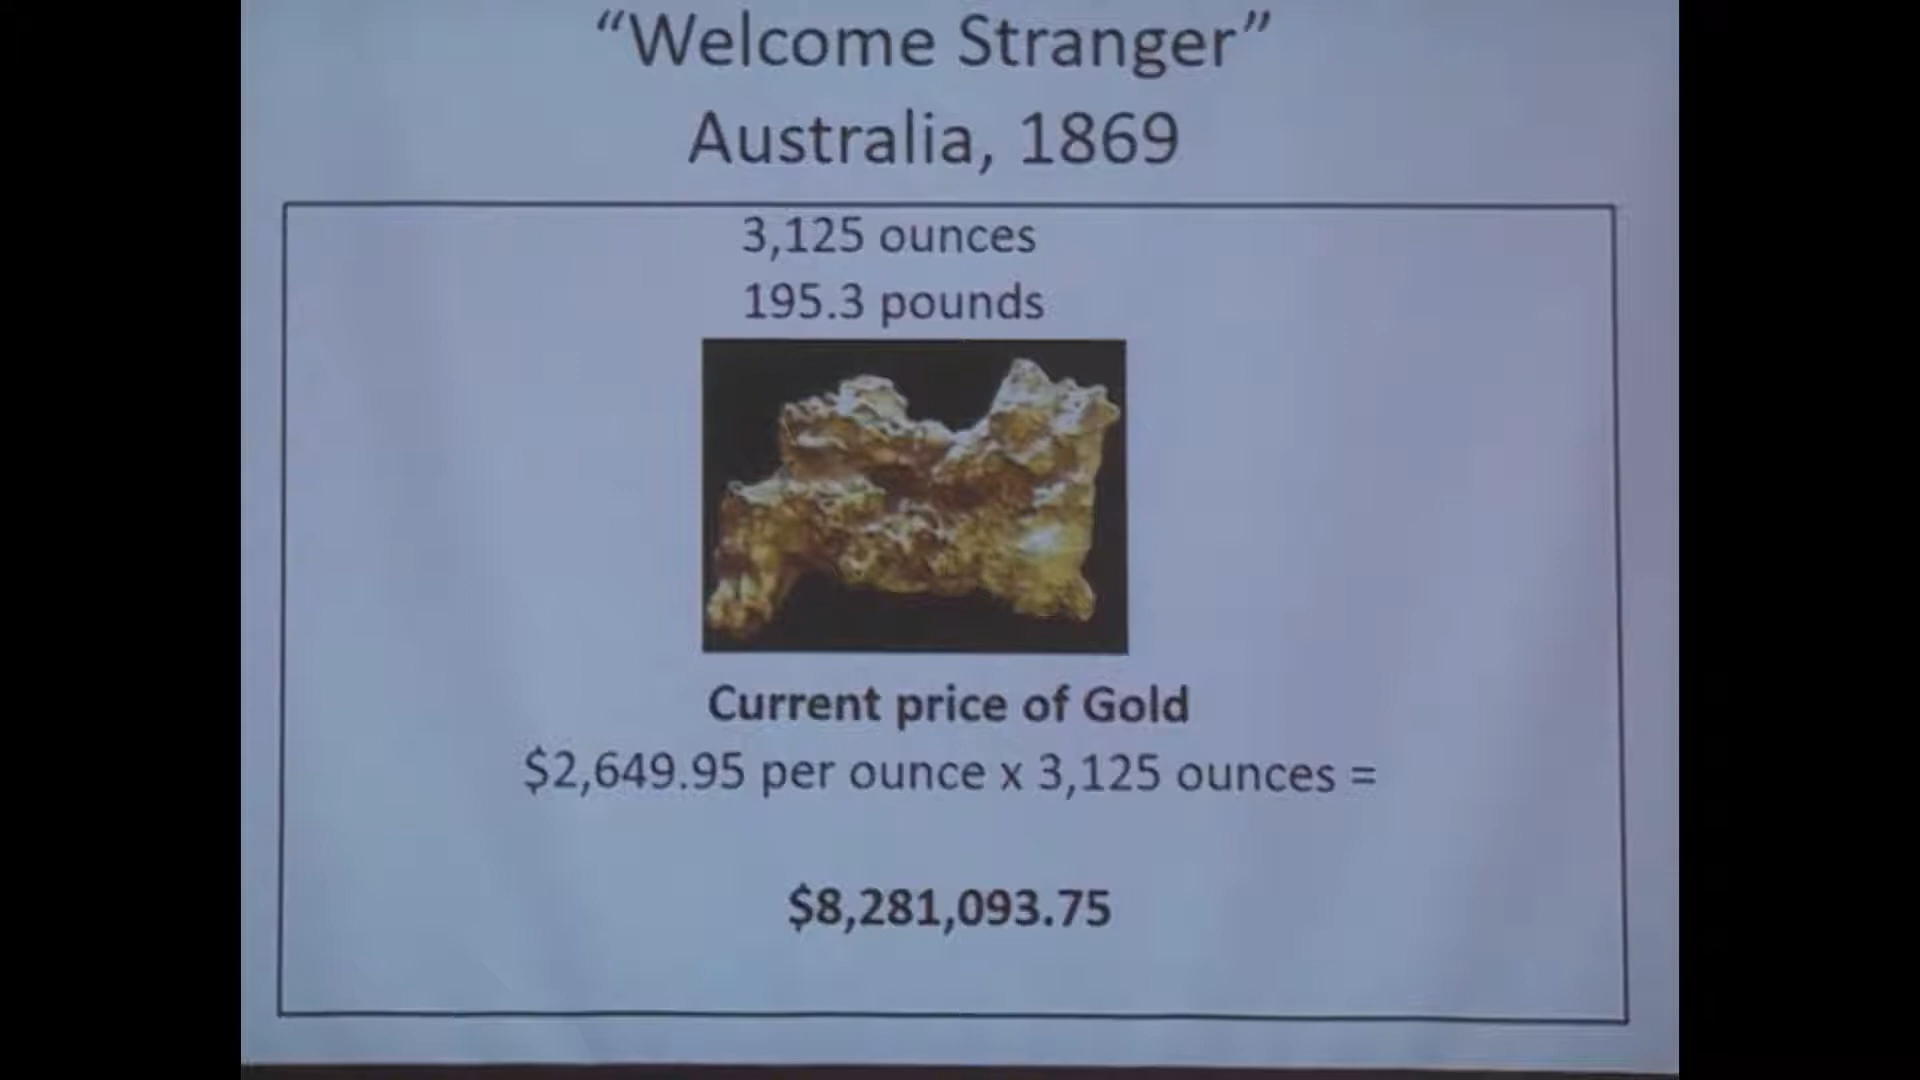 “Welcome Stranger”
Australia, 1869
3,125 ounces
195.3 pounds
Current price of Gold
$2,649.95 per ounce x 3,125 ounces =
$8,281,093.75